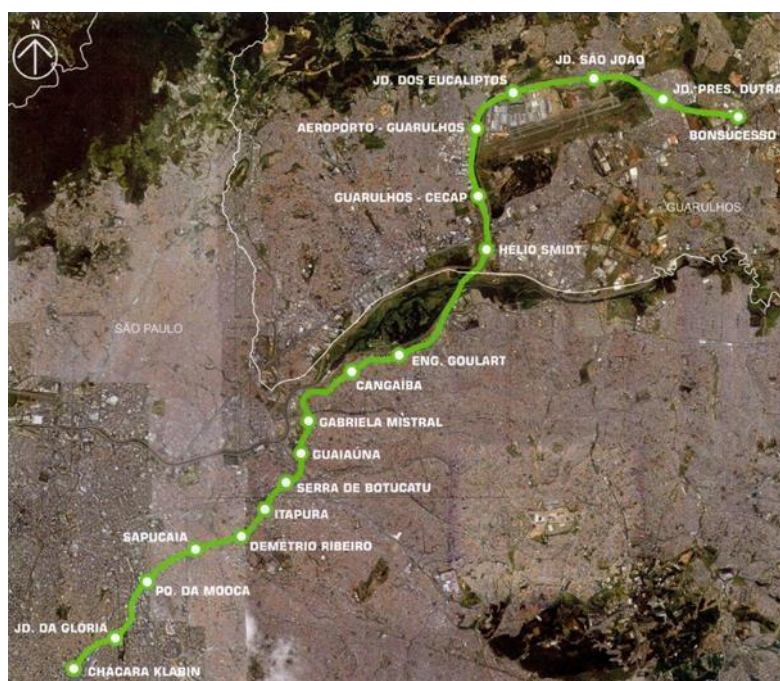 N
JD. SÃO JOÃO
JD. DOS EUCALIPTOS
JD. PRES. DUTRA
AEROPORTO - GUARULHOS
BONSUCESSO
GUARULHOS - CECAP
GUARULHOS
HELIO SMIDT
SÃO PAULO
ENG. GOULART
CANGAÍBA
GABRIELA MISTRAL
GUAIAÚNA
SERRA DE BOTUCATU
ITAPURA
SAPUCAIA
DEMÉTRIO RIBEIRO
PQ. DA MOOCA
JD. DA GLÓRIA
CHÁCARA KLABIN